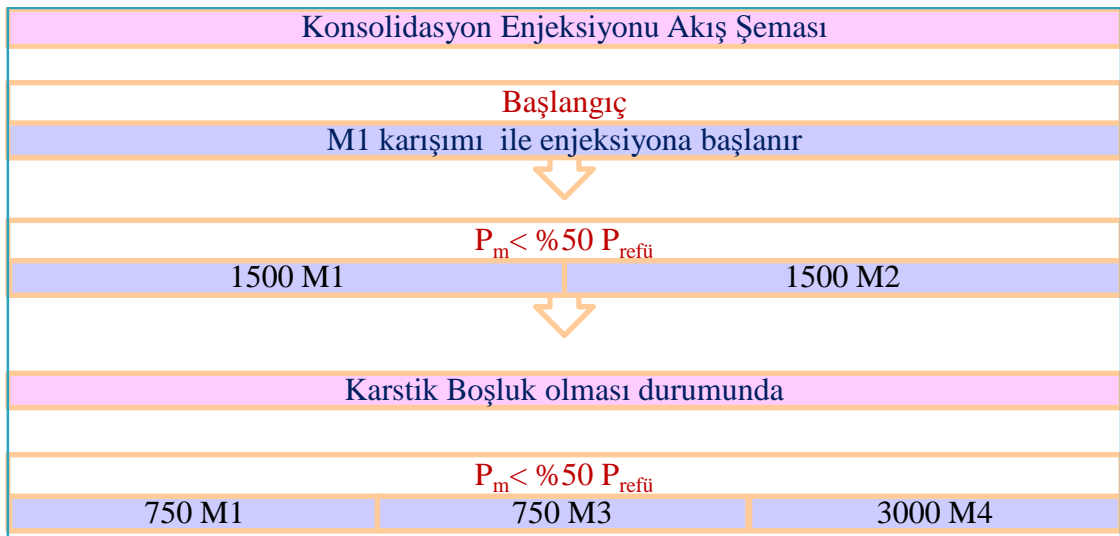 Konsolidasyon Enjeksiyonu Akış Şeması
Başlangıç
M1 karışımı ile enjeksiyona başlanır
Pm< %50 Prefü
1500 M1 1500 M2
Karstik Boşluk olması durumunda
Pm< %50 Prefü
750 M1 750 M3 3000 M4